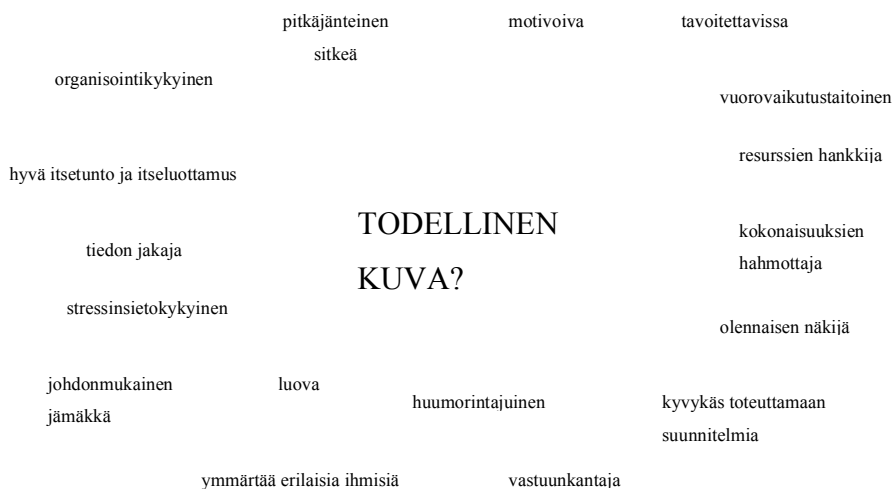 pitkäjänteinen motivoiva tavoitettavissa
sitkeä
organisointikykyinen
vuorovaikutustaitoinen
resurssien hankkija
hyvä itsetunto ja itseluottamus
TODELLINEN
KUVA?
kokonaisuuksien
hahmottaja
tiedon jakaja
stressinsietokykyinen
olennaisen näkijä
johdonmukainen
jämäkkä
luova
huumorintajuinen
kyvykäs toteuttamaan
suunnitelmia
ymmärtää erilaisia ihmisiä vastuunkantaja